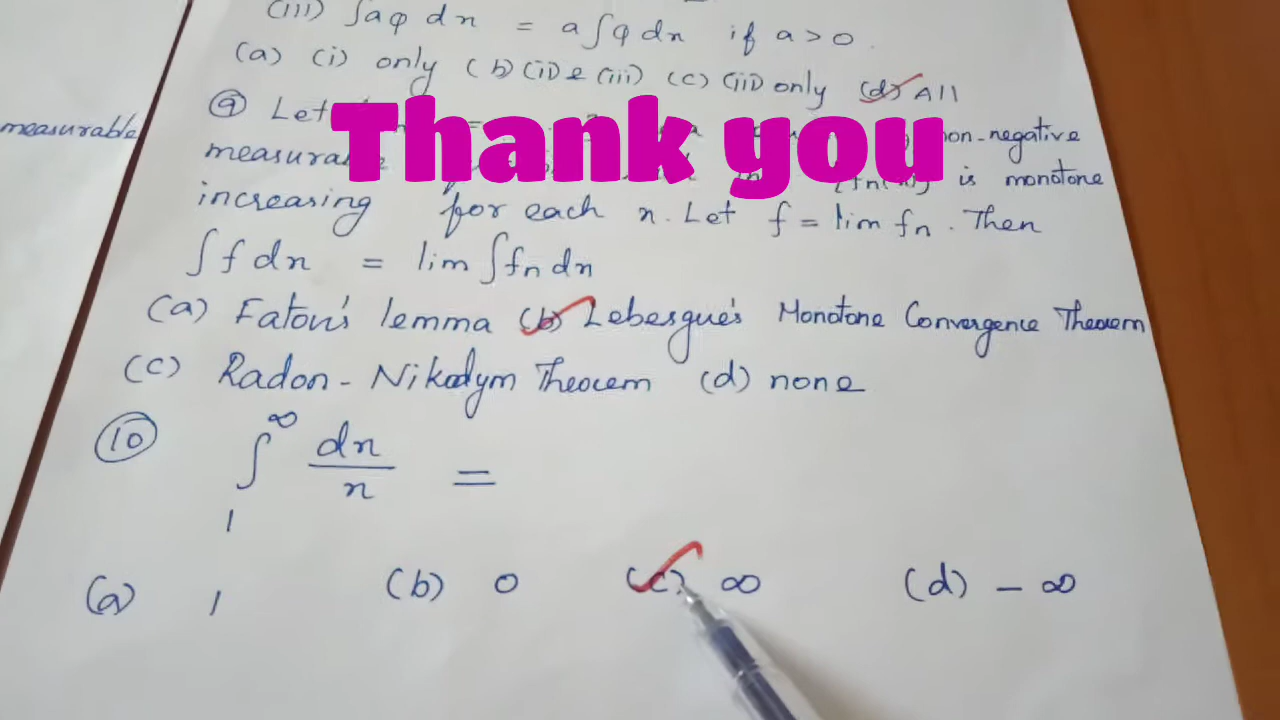 (iii) ∫aφ dx = a∫φ dx if a > 0.
(a) (i) only (b) (i) & (iii) (c) (ii) only (d) All
⑨ Let non-negative
measurable is monotone
increasing for each x. Let f = lim fn. Then
∫f dx = lim ∫fn dx
(a) Fatou's lemma (b) Lebesgue's Monotone Convergence Theorem
(c) Radon-Nikodym Theorem (d) none
⑩ ∫₁^∞ dx/x =
(a) 1 (b) 0 (c) ∞ (d) -∞
measurable
Thank you